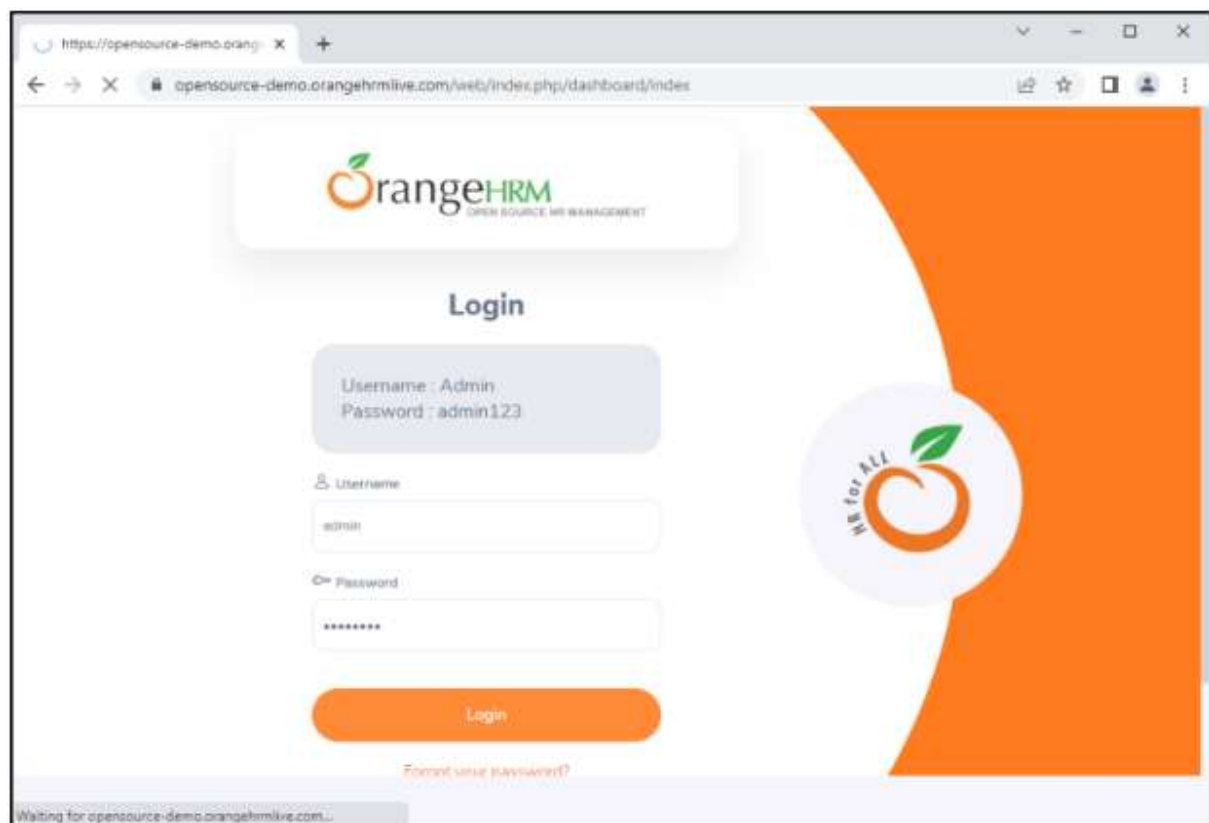 https://opensource-demo.orang
opensource-demo.orangehrmlive.com/web/index.php/dashboard/index
OrangeHRM
OPEN SOURCE HR MANAGEMENT
Login
Username : Admin
Password : admin123
Username
admin
Password
••••••••
Login
Forgot your password?
HR for ALL
Waiting for opensource-demo.orangehrmlive.com...